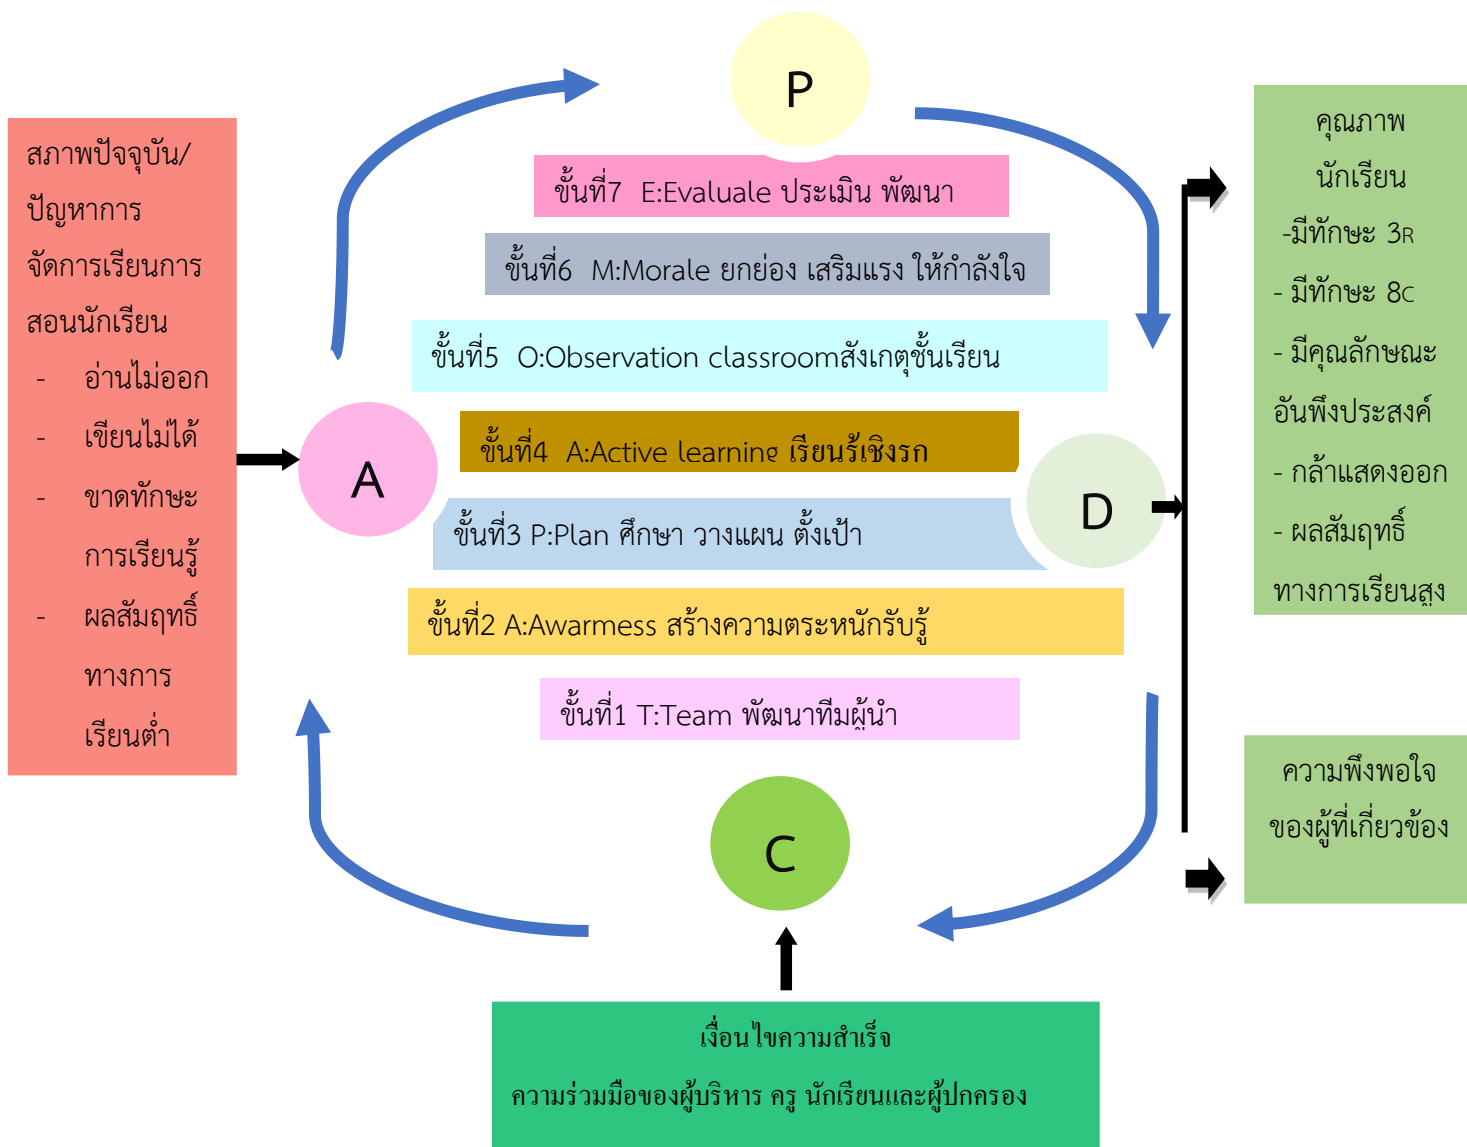 P
สภาพปัจจุบัน/
ปัญหาการ
จัดการเรียนการ
สอนนักเรียน
- อ่านไม่ออก
- เขียนไม่ได้
- ขาดทักษะ
การเรียนรู้
- ผลสัมฤทธิ์
ทางการ
เรียนต่ำ
A
ขั้นที่7 E:Evaluale ประเมิน พัฒนา
ขั้นที่6 M:Morale ยกย่อง เสริมแรง ให้กำลังใจ
ขั้นที่5 O:Observation classroomสังเกตุชั้นเรียน
ขั้นที่4 A:Active learning เรียนรู้เชิงรุก
ขั้นที่3 P:Plan ศึกษา วางแผน ตั้งเป้า
ขั้นที่2 A:Awarmess สร้างความตระหนักรับรู้
ขั้นที่1 T:Team พัฒนาทีมผู้นำ
D
C
คุณภาพ
นักเรียน
-มีทักษะ 3R
- มีทักษะ 8C
- มีคุณลักษณะ
อันพึงประสงค์
- กล้าแสดงออก
- ผลสัมฤทธิ์
ทางการเรียนสูง
ความพึงพอใจ
ของผู้ที่เกี่ยวข้อง
เงื่อนไขความสำเร็จ
ความร่วมมือของผู้บริหาร ครู นักเรียนและผู้ปกครอง